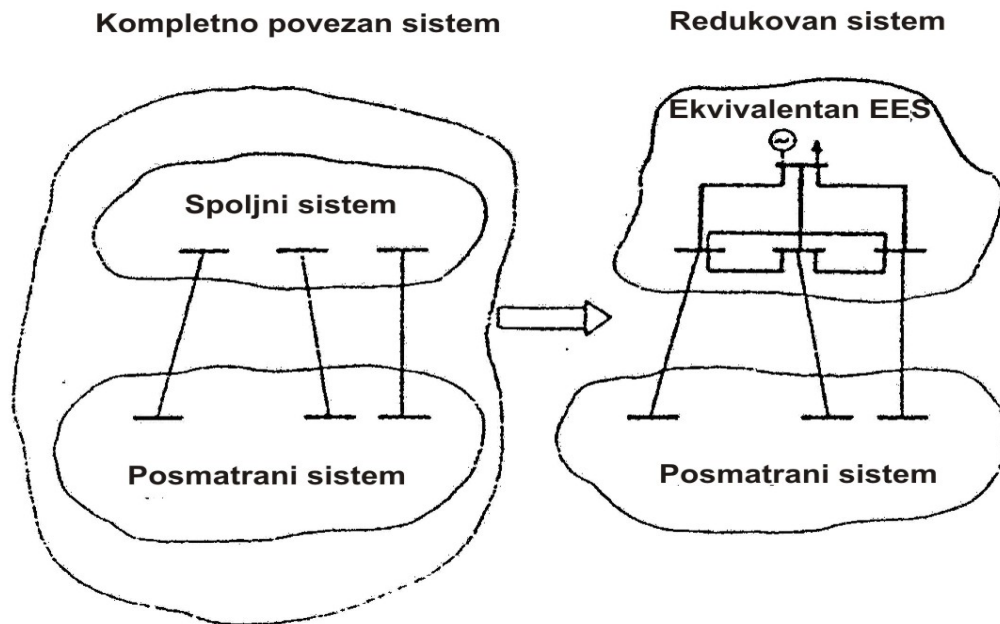 Kompletno povezan sistem
Redukovan sistem
Spoljni sistem
Posmatrani sistem
Ekvivalentan EES
~
Posmatrani sistem